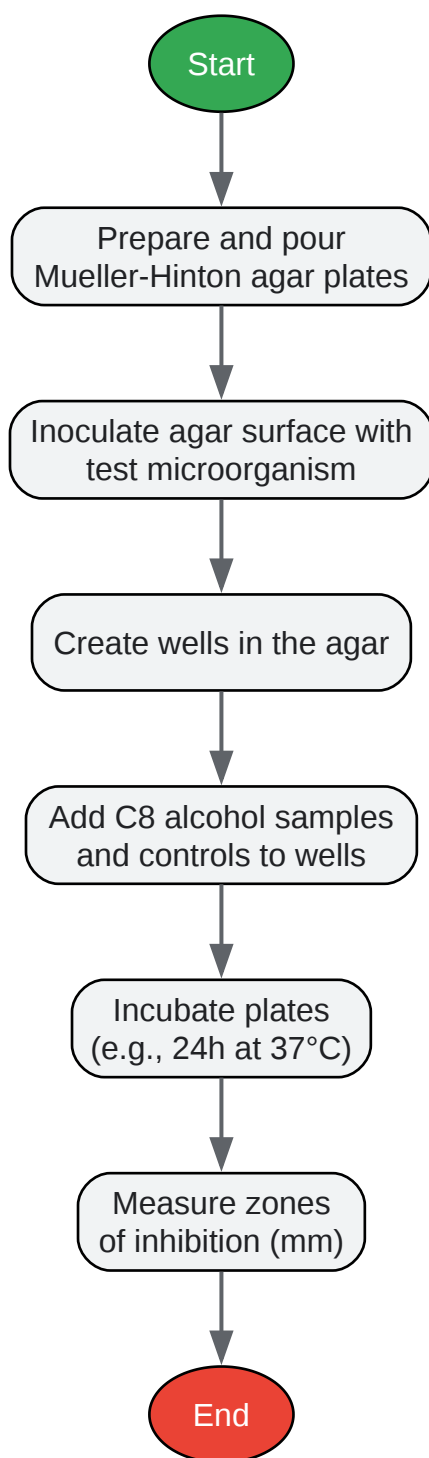 Start
Prepare and pour
Mueller-Hinton agar plates
Inoculate agar surface with
test microorganism
Create wells in the agar
Add C8 alcohol samples
and controls to wells
Incubate plates
(e.g., 24h at 37°C)
Measure zones
of inhibition (mm)
End